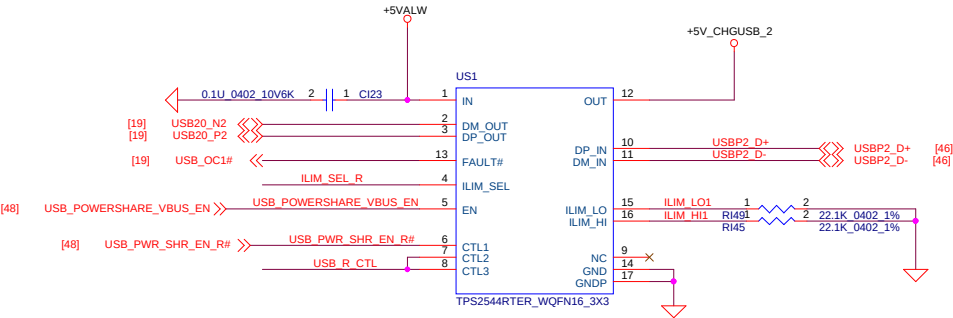 +5VALW
+5V_CHGUSB_2
US1
0.1U_0402_10V6K 2 1 CI23
1 IN
OUT 12
[19] USB20_N2 2 DM_OUT
[19] USB20_P2 3 DP_OUT
[19] USB_OC1# 13 FAULT#
DP_IN 10 USBP2_D+ USBP2_D+ [46]
DM_IN 11 USBP2_D- USBP2_D- [46]
ILIM_SEL_R 4 ILIM_SEL
[48] USB_POWERSHARE_VBUS_EN USB_POWERSHARE_VBUS_EN 5 EN
ILIM_LO 15 ILIM_LO1 1 2
ILIM_HI 16 ILIM_HI1 RI49 1 2 22.1K_0402_1%
RI45 22.1K_0402_1%
[48] USB_PWR_SHR_EN_R# USB_PWR_SHR_EN_R# 6 CTL1
7 CTL2
USB_R_CTL 8 CTL3
NC 9
GND 14
GNDP 17
TPS2544RTER_WQFN16_3X3